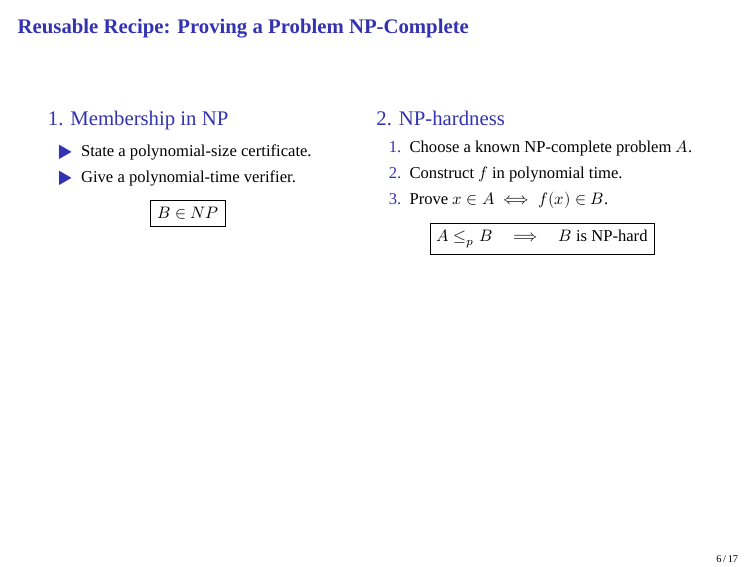 Reusable Recipe: Proving a Problem NP-Complete
1. Membership in NP
▶ State a polynomial-size certificate.
▶ Give a polynomial-time verifier.
B ∈ NP
2. NP-hardness
1. Choose a known NP-complete problem A.
2. Construct f in polynomial time.
3. Prove x ∈ A ⟺ f(x) ∈ B.
A ≤p B ⟹ B is NP-hard
6 / 17